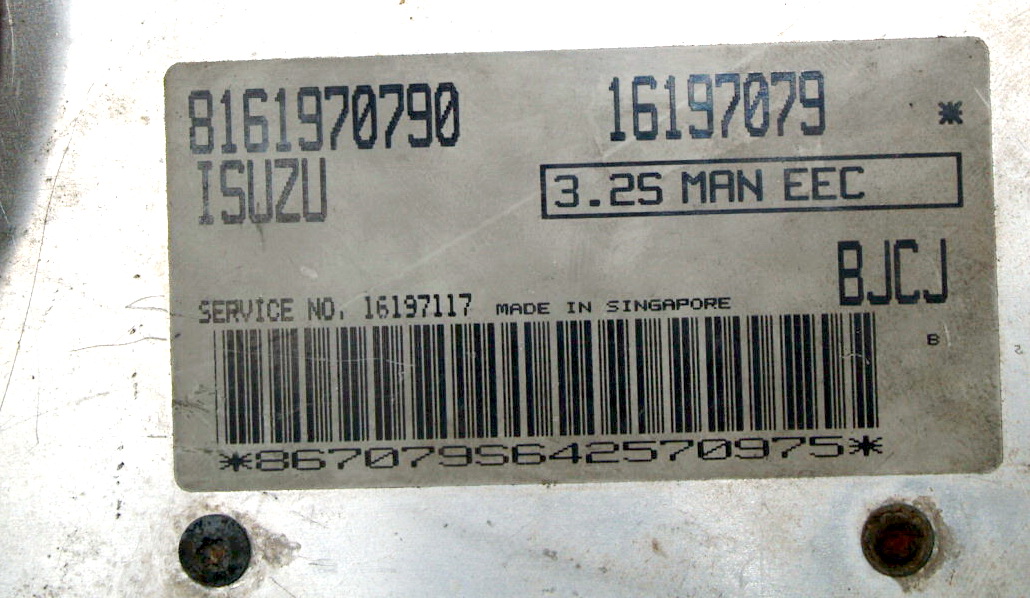 8161970790 16197079 *
ISUZU 3.2S MAN EEC
BJCJ
SERVICE NO. 16197117 MADE IN SINGAPORE
B
*867079S642570975*